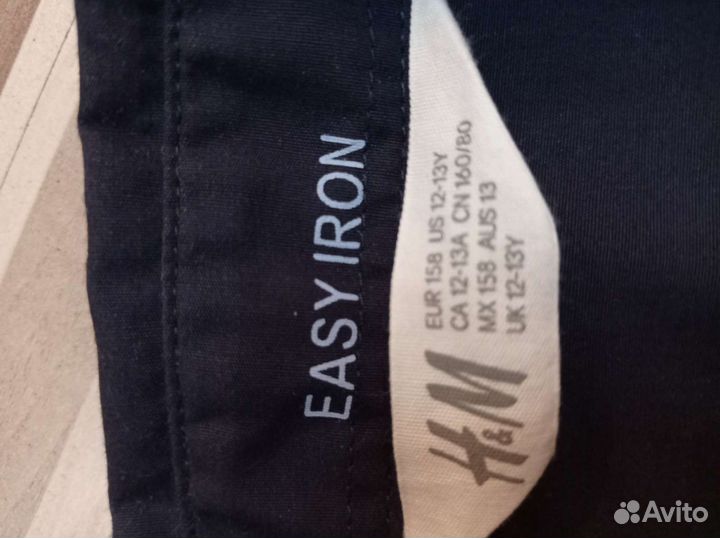 EASY IRON
H&M
EUR 158 US 12-13Y
CA 12-13A CN 160/80
MX 158 AUS 13
UK 12-13Y
Avito